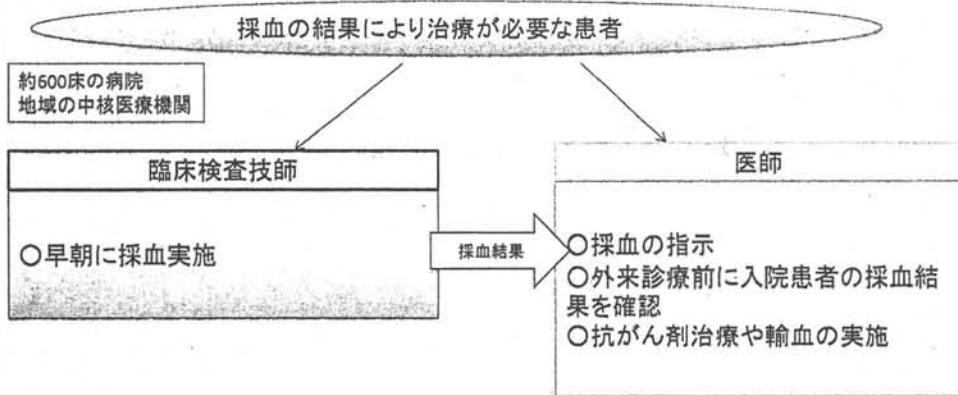 採血の結果により治療が必要な患者
約600床の病院
地域の中核医療機関
臨床検査技師
○早朝に採血実施
採血結果
医師
○採血の指示
○外来診療前に入院患者の採血結
果を確認
○抗がん剤治療や輸血の実施